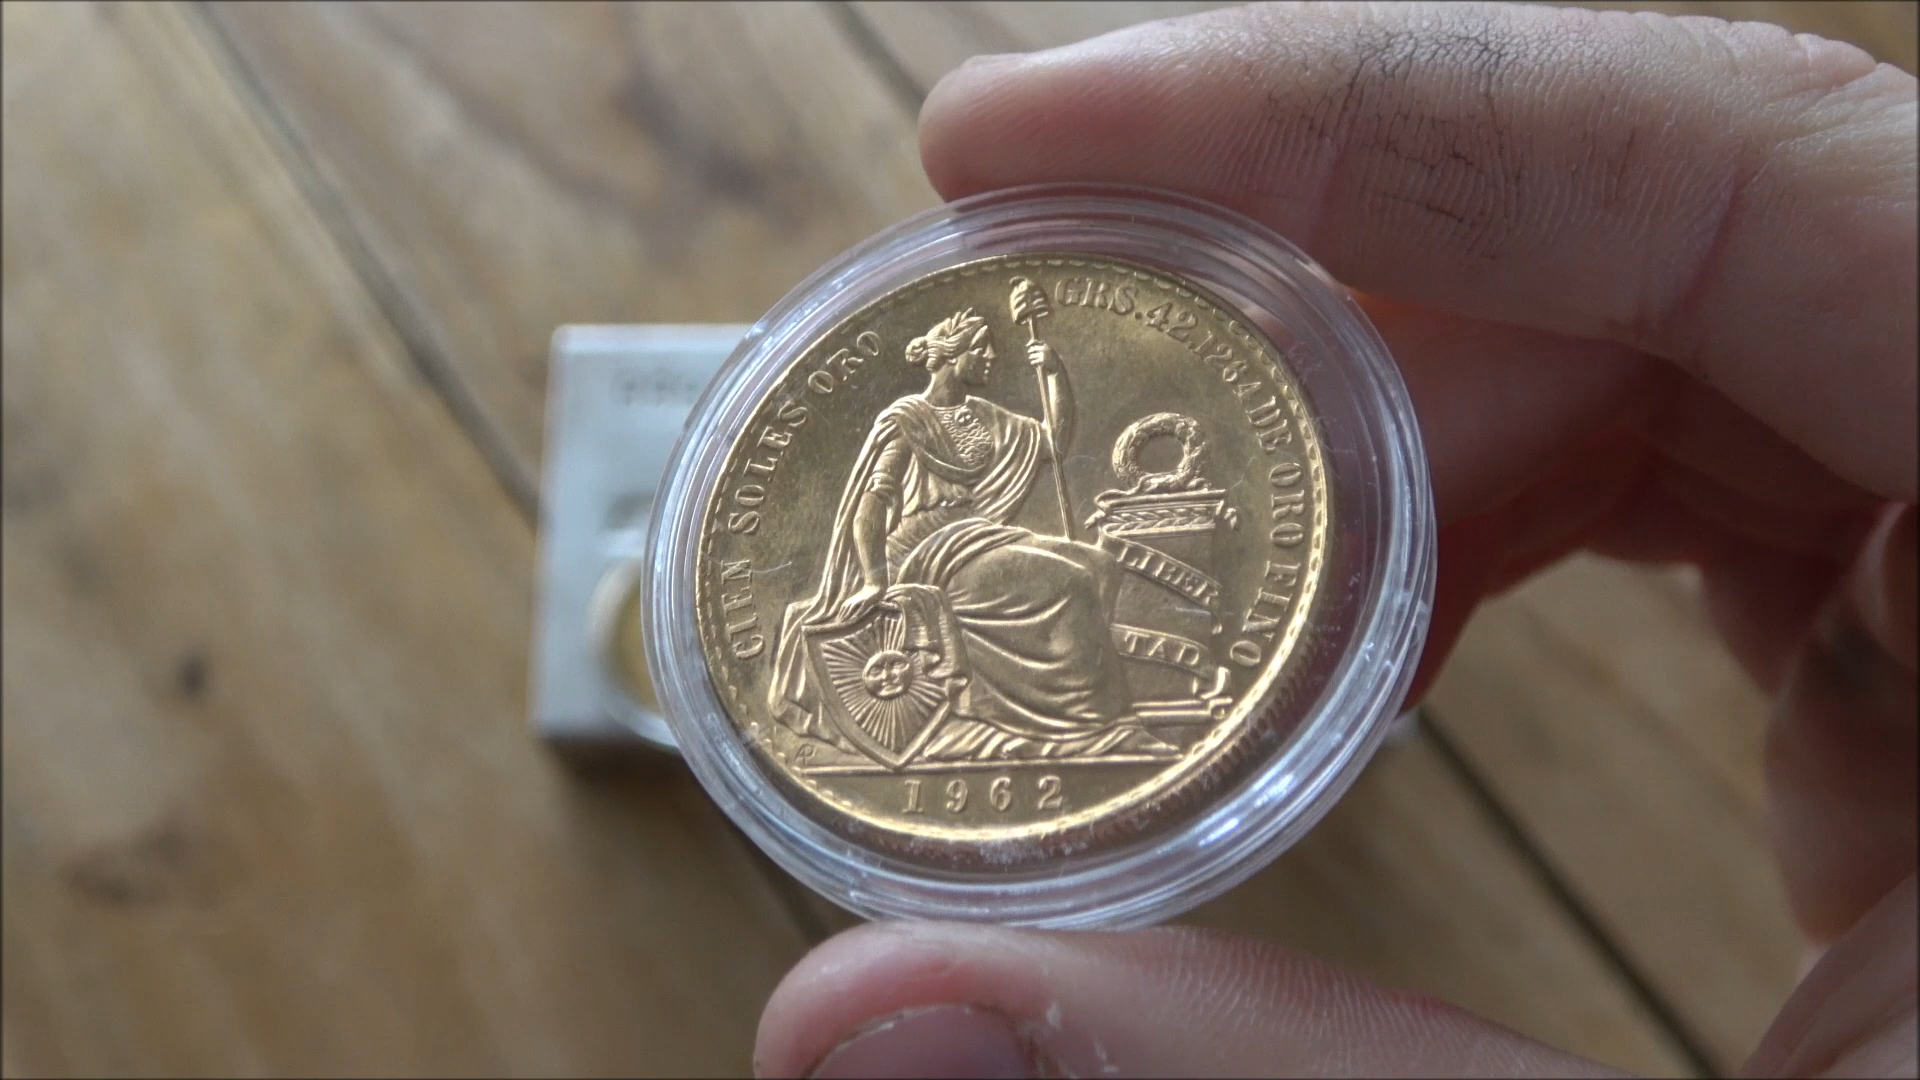 CIEN SOLES ORO
GRS. 42,1264 DE ORO FINO
LIBER
TAD
1962